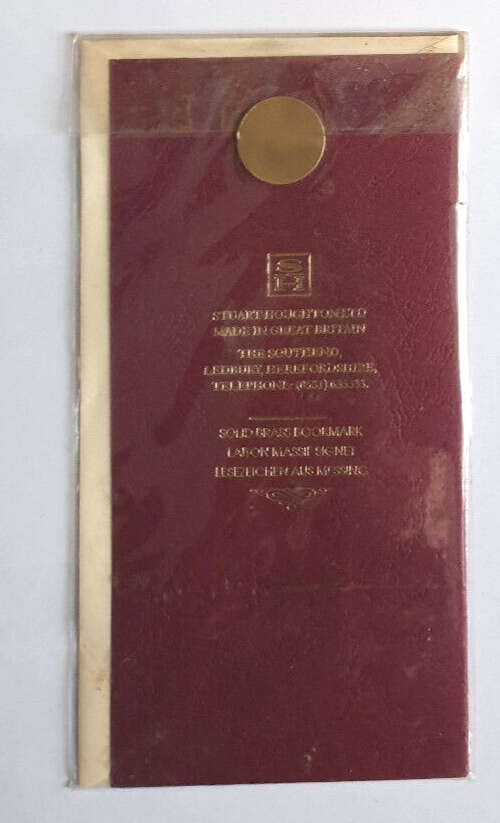 SH
STUART HOUGHTON LTD
MADE IN GREAT BRITAIN
THE SOUTHEND,
LEDBURY, HEREFORDSHIRE,
TELEPHONE:
SOLID BRASS BOOKMARK
LAITON MASSIF SIGNET
LESEZEICHEN AUS MESSING